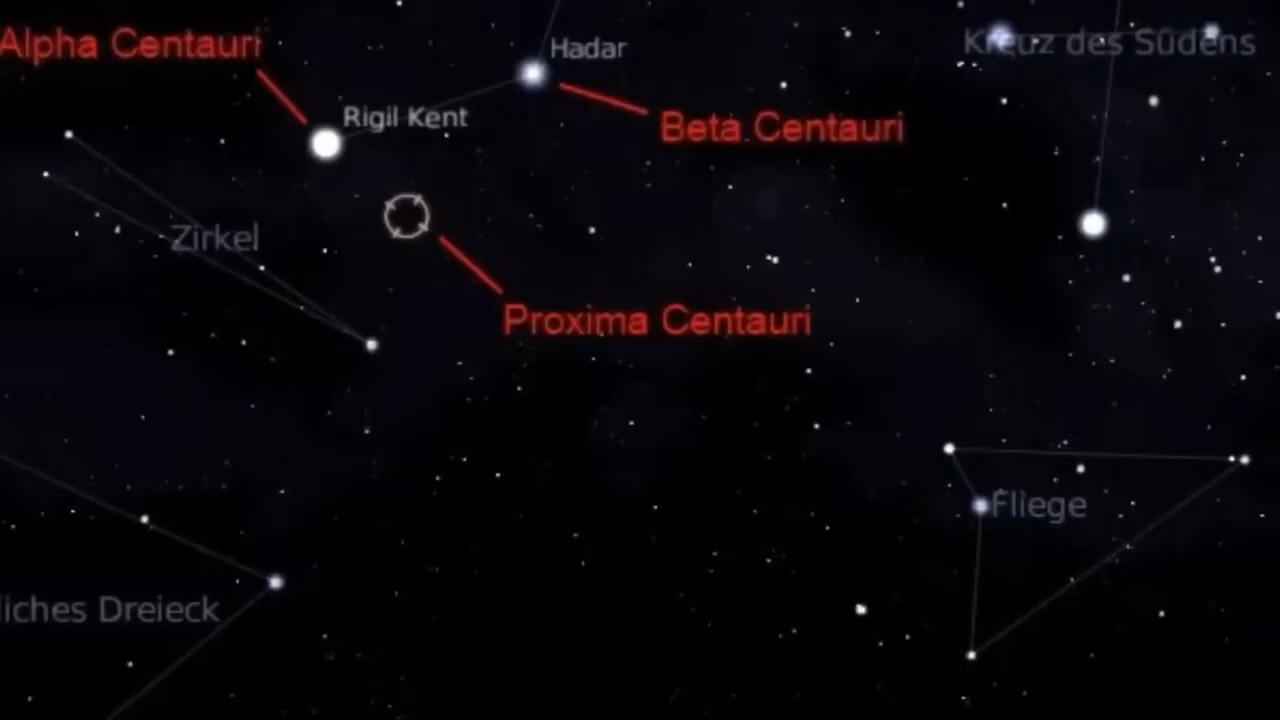 Alpha Centauri
Hadar
Kreuz des Südens
Rigil Kent
Beta Centauri
Zirkel
Proxima Centauri
Fliege
liches Dreieck